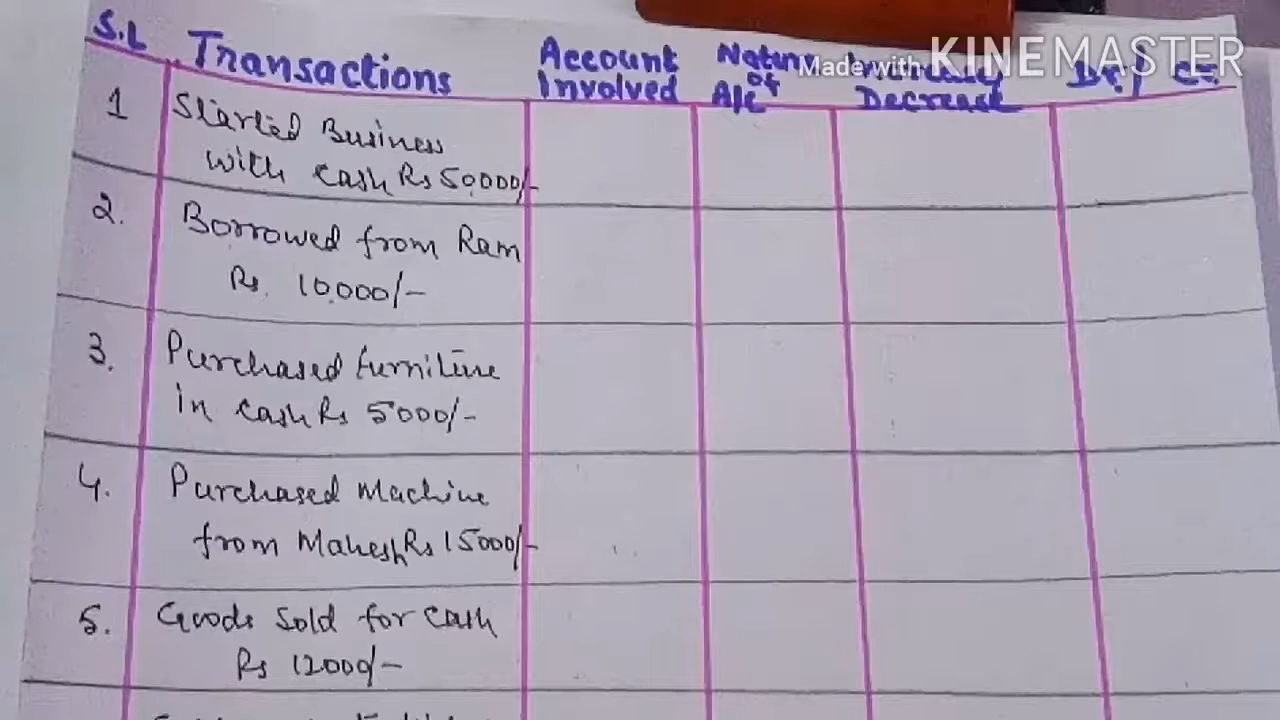 S.L Transactions Account Involved Nature of A/c Increase Decrease Dr./ Cr.
Made with KINEMASTER
1 Started Business
with cash Rs 50,000/-
2. Borrowed from Ram
Rs. 10,000/-
3. Purchased furniture
in cash Rs 5000/-
4. Purchased Machine
from Mahesh Rs 15000/-
5. Goods sold for cash
Rs 12000/-